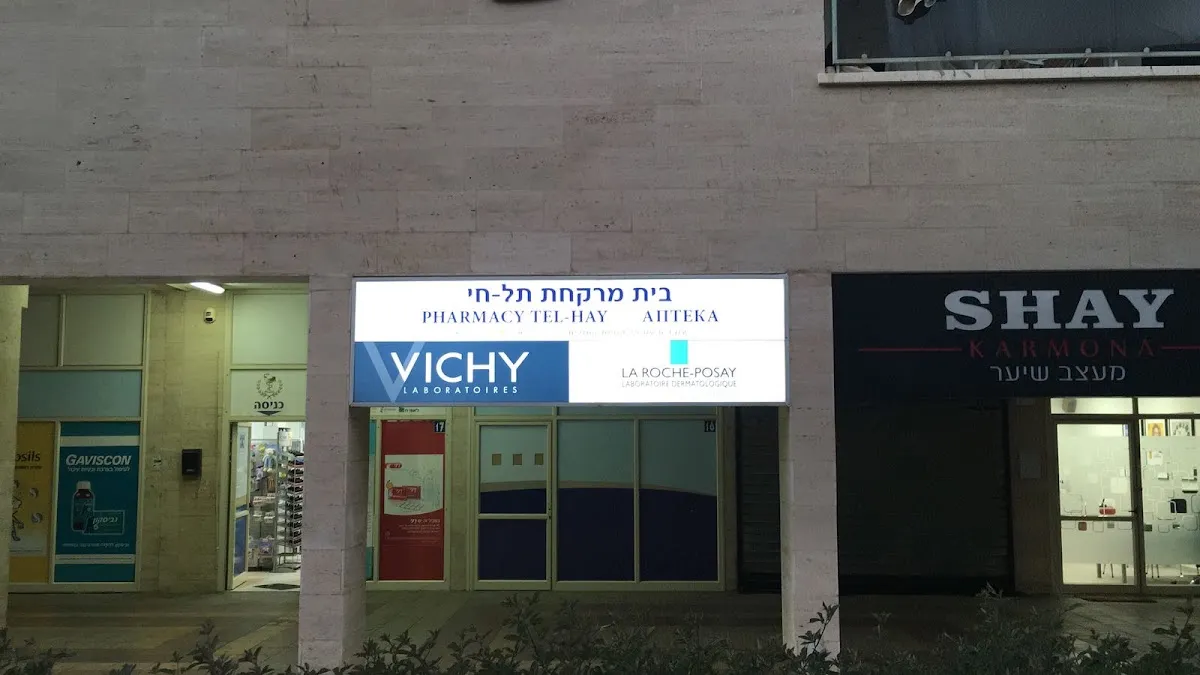 בית מרקחת תל-חי
PHARMACY TEL-HAY АПТЕКА
VICHY
LABORATOIRES
LA ROCHE-POSAY
LABORATOIRE DERMATOLOGIQUE
SHAY
KARMONA
מעצב שיער
כניסה
GAVISCON
גביסקון
17